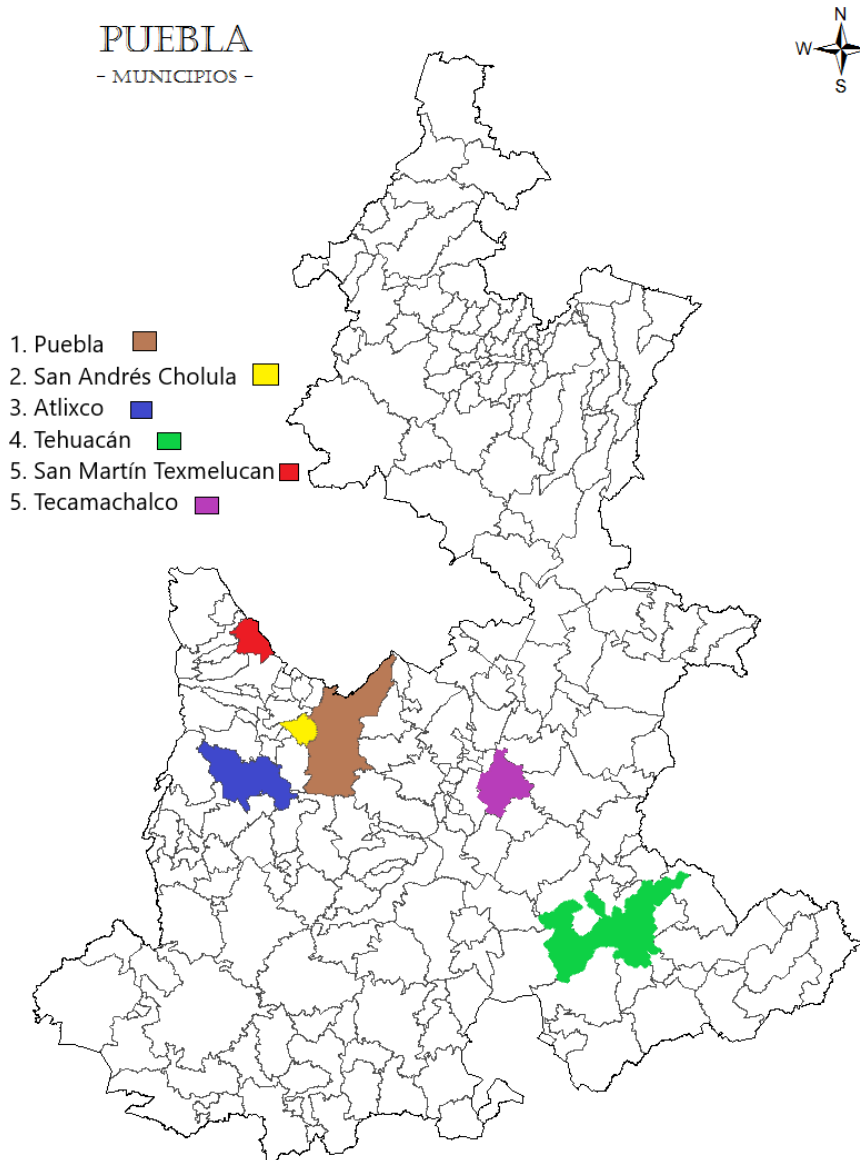 PUEBLA
- MUNICIPIOS -
N
W
S
1. Puebla
2. San Andrés Cholula
3. Atlixco
4. Tehuacán
5. San Martín Texmelucan
5. Tecamachalco